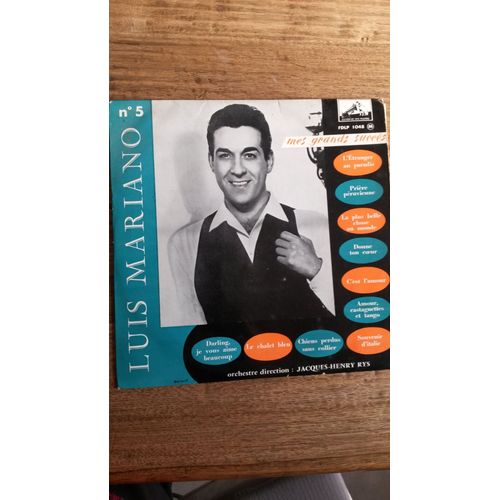 n° 5
LUIS MARIANO
FDLP 1048 M
mes grands succès
L'Étranger
au paradis
Prière
péruvienne
La plus belle
chose
au monde
Donne
ton cœur
C'est l'amour
Amour,
castagnettes
et tango
Darling,
je vous aime
beaucoup
Le chalet bleu
Chiens perdus
sans collier
Souvenir
d'italie
orchestre direction : JACQUES-HENRY RYS